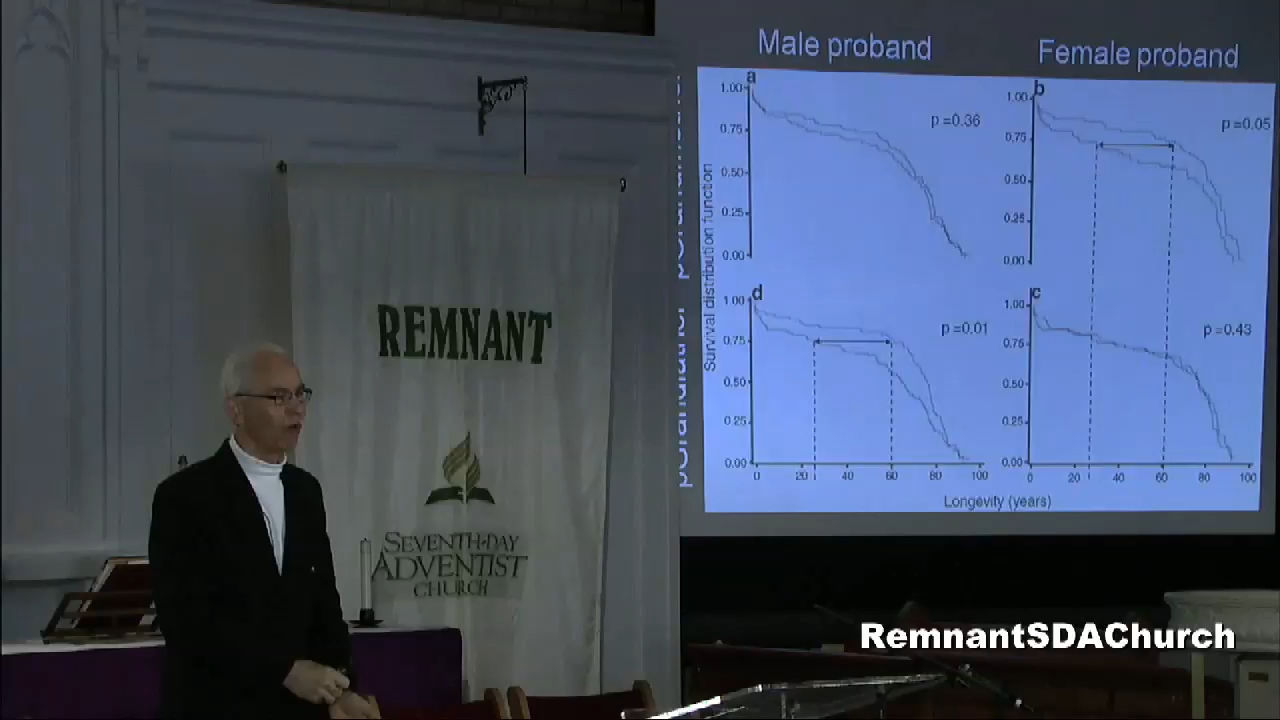 Male proband
Female proband
a
1.00
0.75
0.50
0.25
0.00
p =0.36
b
1.00
0.75
0.50
0.25
0.00
p =0.05
Survival distribution function
d
1.00
0.75
0.50
0.25
0.00
p =0.01
0 20 40 60 80 100
c
1.00
0.75
0.50
0.25
0.00
p =0.43
0 20 40 60 80 100
Longevity (years)
REMNANT
SEVENTH-DAY
ADVENTIST
CHURCH
RemnantSDAChurch